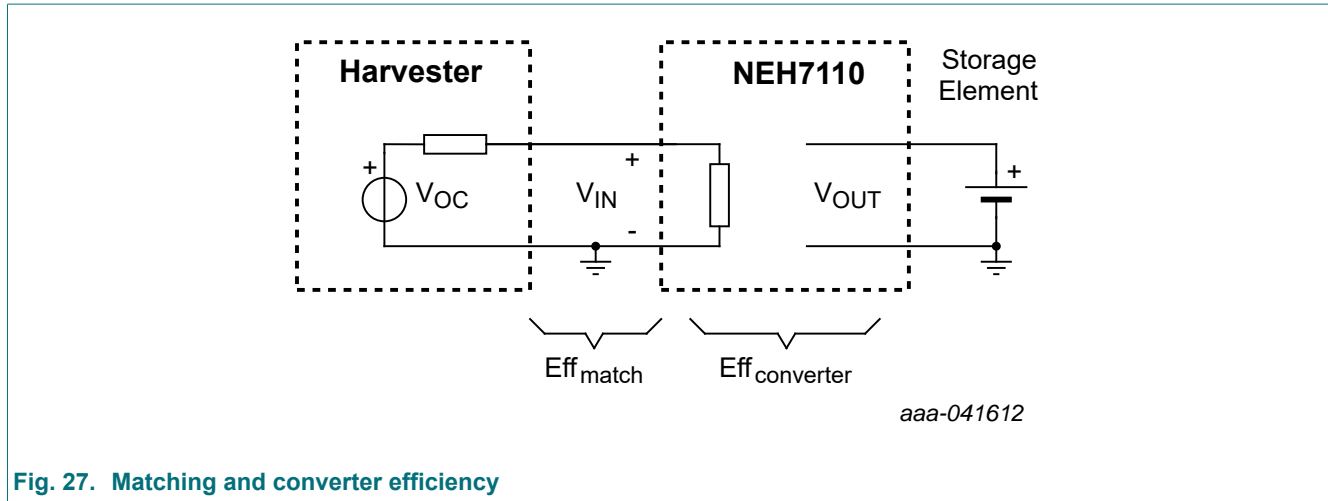 Harvester
NEH7110
Storage
Element
+
VOC
+
VIN
-
VOUT
+
Effmatch
Effconverter
aaa-041612
Fig. 27. Matching and converter efficiency